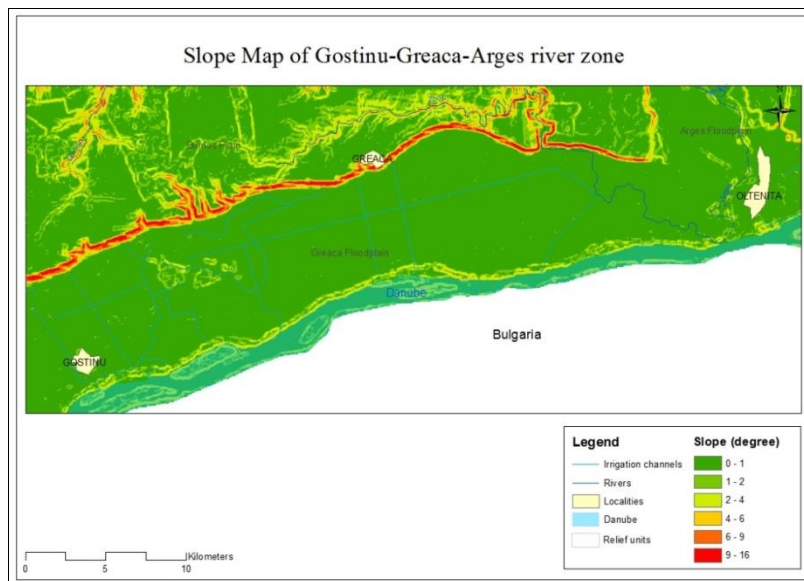 Slope Map of Gostinu-Greaca-Arges river zone
N
Arges Floodplain
Burnas Plain
GREACA
OLTENITA
Greaca Floodplain
Danube
Bulgaria
GOSTINU
Legend
Irrigation channels
Rivers
Localities
Danube
Relief units
Slope (degree)
0 - 1
1 - 2
2 - 4
4 - 6
6 - 9
9 - 16
Kilometers
0 5 10